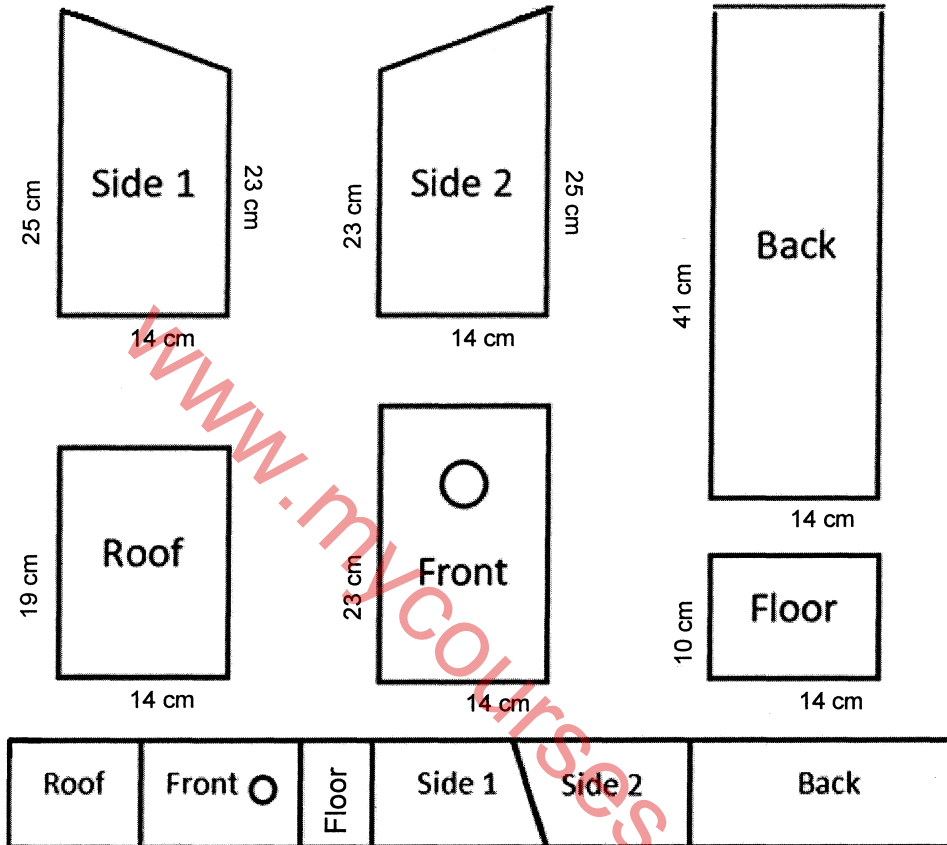 Side 1
25 cm
23 cm
14 cm
Side 2
23 cm
25 cm
14 cm
Back
41 cm
14 cm
Roof
19 cm
14 cm
Front
23 cm
14 cm
Floor
10 cm
14 cm
www.mycourses
Roof
Front
Floor
Side 1
Side 2
Back